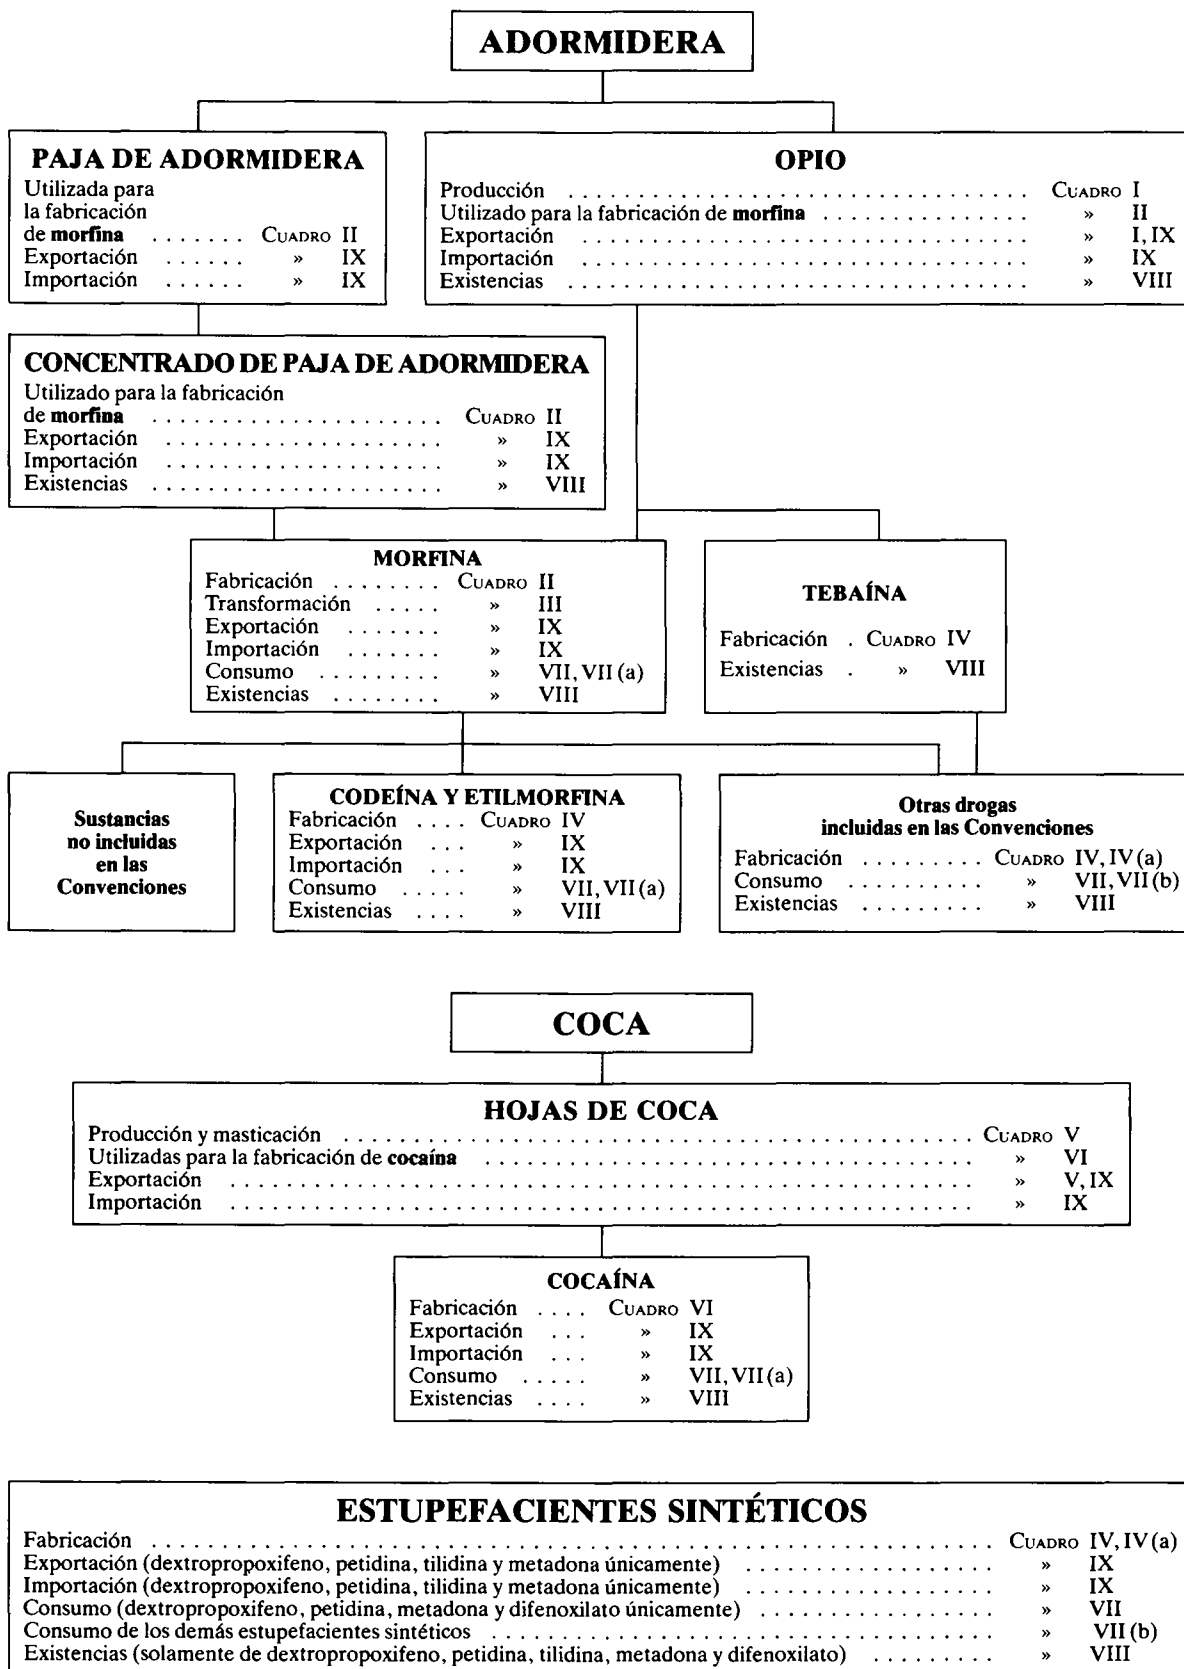 ADORMIDERA
PAJA DE ADORMIDERA
Utilizada para
la fabricación
de morfina . . . . . . . CUADRO II
Exportación . . . . . . » IX
Importación . . . . . . » IX
OPIO
Producción . . . . . . . . . . . . . . . . . . . . . . . . . . . . . . . . CUADRO I
Utilizado para la fabricación de morfina . . . . . . . . . . . . . . . » II
Exportación . . . . . . . . . . . . . . . . . . . . . . . . . . . . . . . » I, IX
Importación . . . . . . . . . . . . . . . . . . . . . . . . . . . . . . . » IX
Existencias . . . . . . . . . . . . . . . . . . . . . . . . . . . . . . . . » VIII
CONCENTRADO DE PAJA DE ADORMIDERA
Utilizado para la fabricación
de morfina . . . . . . . . . . . . . . . . . . . . . CUADRO II
Exportación . . . . . . . . . . . . . . . . . . . . » IX
Importación . . . . . . . . . . . . . . . . . . . . » IX
Existencias . . . . . . . . . . . . . . . . . . . . . » VIII
MORFINA
Fabricación . . . . . . . . CUADRO II
Transformación . . . . . » III
Exportación . . . . . . . » IX
Importación . . . . . . . » IX
Consumo . . . . . . . . . » VII, VII (a)
Existencias . . . . . . . . » VIII
TEBAÍNA
Fabricación . CUADRO IV
Existencias . » VIII
Sustancias
no incluidas
en las
Convenciones
CODEÍNA Y ETILMORFINA
Fabricación . . . . CUADRO IV
Exportación . . . . » IX
Importación . . . . » IX
Consumo . . . . . » VII, VII (a)
Existencias . . . . » VIII
Otras drogas
incluidas en las Convenciones
Fabricación . . . . . . . . . CUADRO IV, IV (a)
Consumo . . . . . . . . . . » VII, VII (b)
Existencias . . . . . . . . . » VIII
COCA
HOJAS DE COCA
Producción y masticación . . . . . . . . . . . . . . . . . . . . . . . . . . . . . . . . . . . . . . . . . . . . CUADRO V
Utilizadas para la fabricación de cocaína . . . . . . . . . . . . . . . . . . . . . . . . . . . . . . . . . . » VI
Exportación . . . . . . . . . . . . . . . . . . . . . . . . . . . . . . . . . . . . . . . . . . . . . . . . . . . . » V, IX
Importación . . . . . . . . . . . . . . . . . . . . . . . . . . . . . . . . . . . . . . . . . . . . . . . . . . . . » IX
COCAÍNA
Fabricación . . . . CUADRO VI
Exportación . . . » IX
Importación . . . » IX
Consumo . . . . . » VII, VII (a)
Existencias . . . . » VIII
ESTUPEFACIENTES SINTÉTICOS
Fabricación . . . . . . . . . . . . . . . . . . . . . . . . . . . . . . . . . . . . . . . . . . . . . . . . . . . . . . . . . . . . CUADRO IV, IV (a)
Exportación (dextropropoxifeno, petidina, tilidina y metadona únicamente) . . . . . . . . . . . . . . . . . . » IX
Importación (dextropropoxifeno, petidina, tilidina y metadona únicamente) . . . . . . . . . . . . . . . . . . » IX
Consumo (dextropropoxifeno, petidina, metadona y difenoxilato únicamente) . . . . . . . . . . . . . . . . . » VII
Consumo de los demás estupefacientes sintéticos . . . . . . . . . . . . . . . . . . . . . . . . . . . . . . . . . . . » VII (b)
Existencias (solamente de dextropropoxifeno, petidina, tilidina, metadona y difenoxilato) . . . . . . . . . » VIII